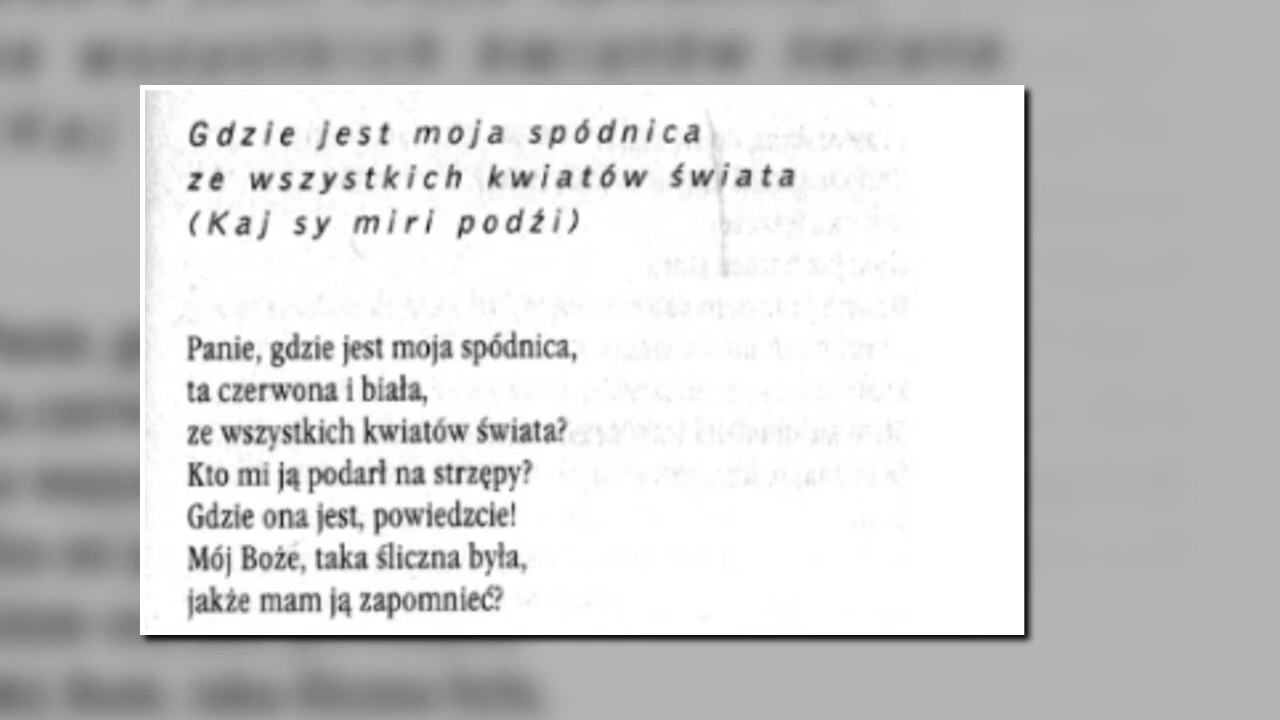 Gdzie jest moja spódnica
ze wszystkich kwiatów świata
(Kaj sy miri podźi)
Panie, gdzie jest moja spódnica,
ta czerwona i biała,
ze wszystkich kwiatów świata?
Kto mi ją podarł na strzępy?
Gdzie ona jest, powiedzcie!
Mój Boże, taka śliczna była,
jakże mam ją zapomnieć?